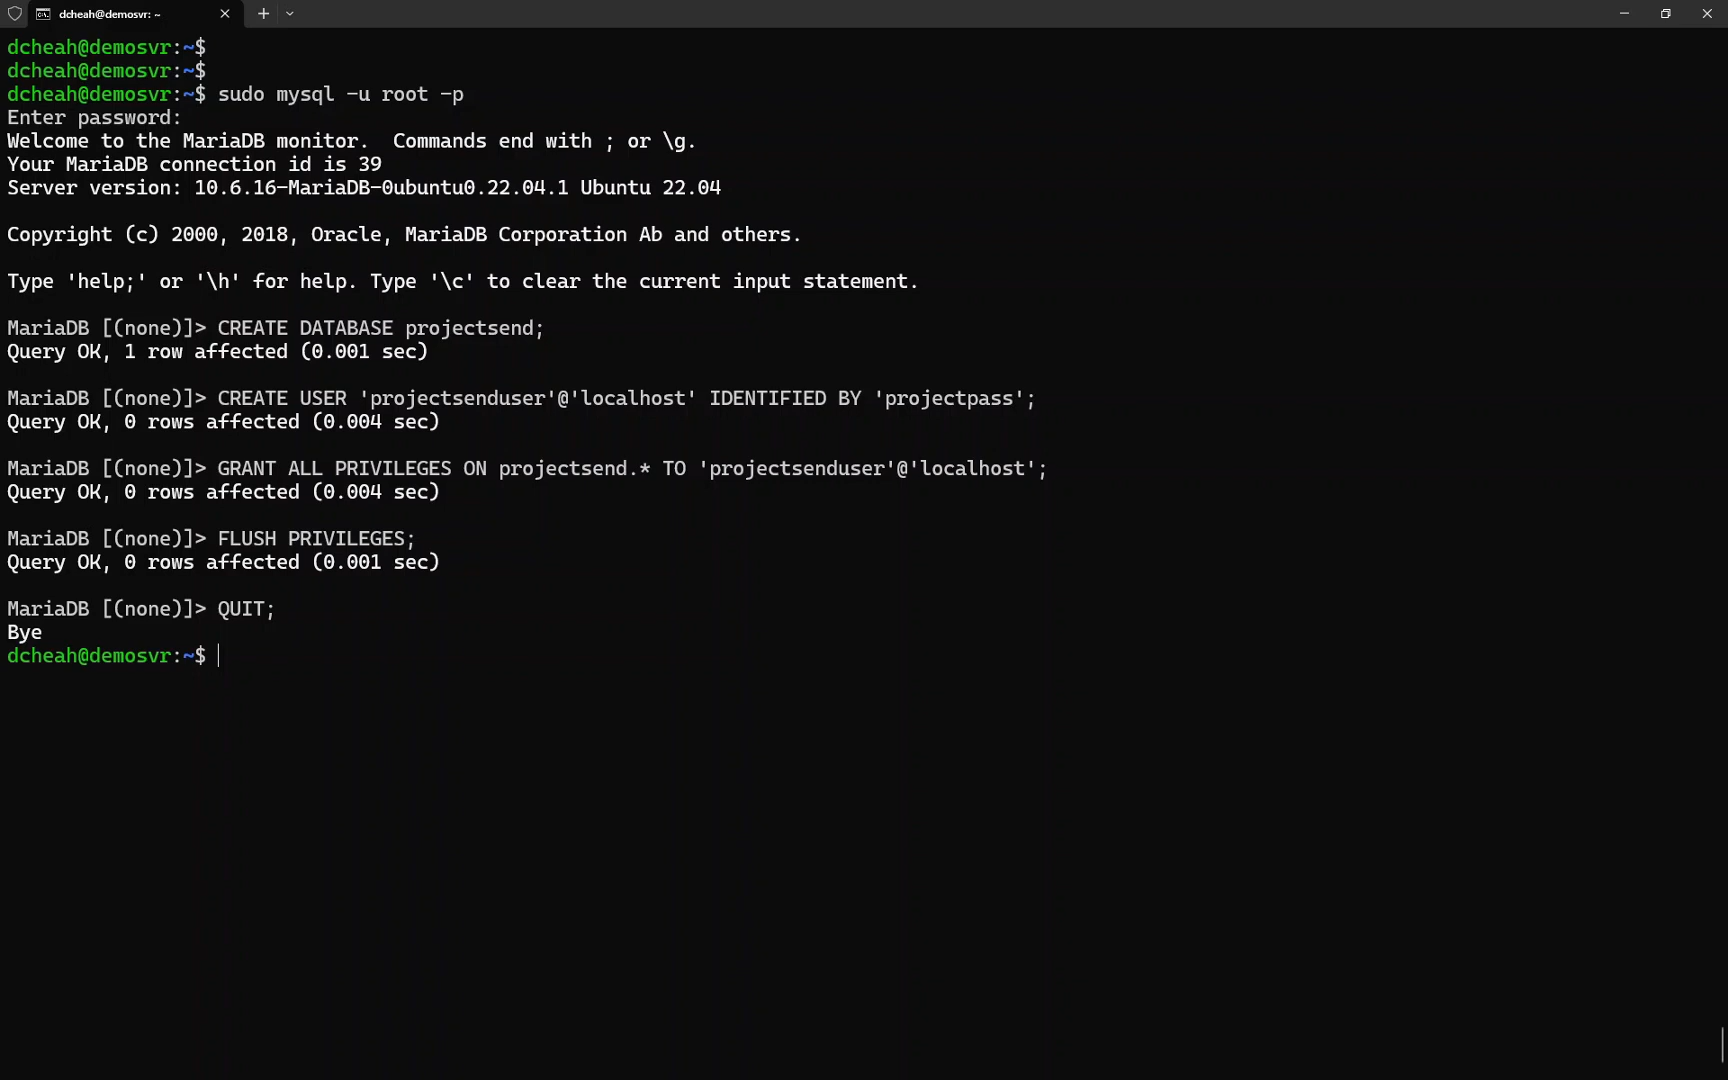 dcheah@demosvr: ~
dcheah@demosvr:~$
dcheah@demosvr:~$
dcheah@demosvr:~$ sudo mysql -u root -p
Enter password:
Welcome to the MariaDB monitor.  Commands end with ; or \g.
Your MariaDB connection id is 39
Server version: 10.6.16-MariaDB-0ubuntu0.22.04.1 Ubuntu 22.04
Copyright (c) 2000, 2018, Oracle, MariaDB Corporation Ab and others.
Type 'help;' or '\h' for help. Type '\c' to clear the current input statement.
MariaDB [(none)]> CREATE DATABASE projectsend;
Query OK, 1 row affected (0.001 sec)
MariaDB [(none)]> CREATE USER 'projectsenduser'@'localhost' IDENTIFIED BY 'projectpass';
Query OK, 0 rows affected (0.004 sec)
MariaDB [(none)]> GRANT ALL PRIVILEGES ON projectsend.* TO 'projectsenduser'@'localhost';
Query OK, 0 rows affected (0.004 sec)
MariaDB [(none)]> FLUSH PRIVILEGES;
Query OK, 0 rows affected (0.001 sec)
MariaDB [(none)]> QUIT;
Bye
dcheah@demosvr:~$